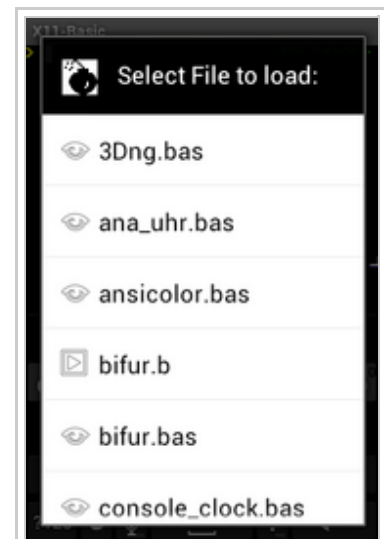 X11-Basic
Select File to load:
3Dng.bas
ana_uhr.bas
ansicolor.bas
bifur.b
bifur.bas
console_clock.bas